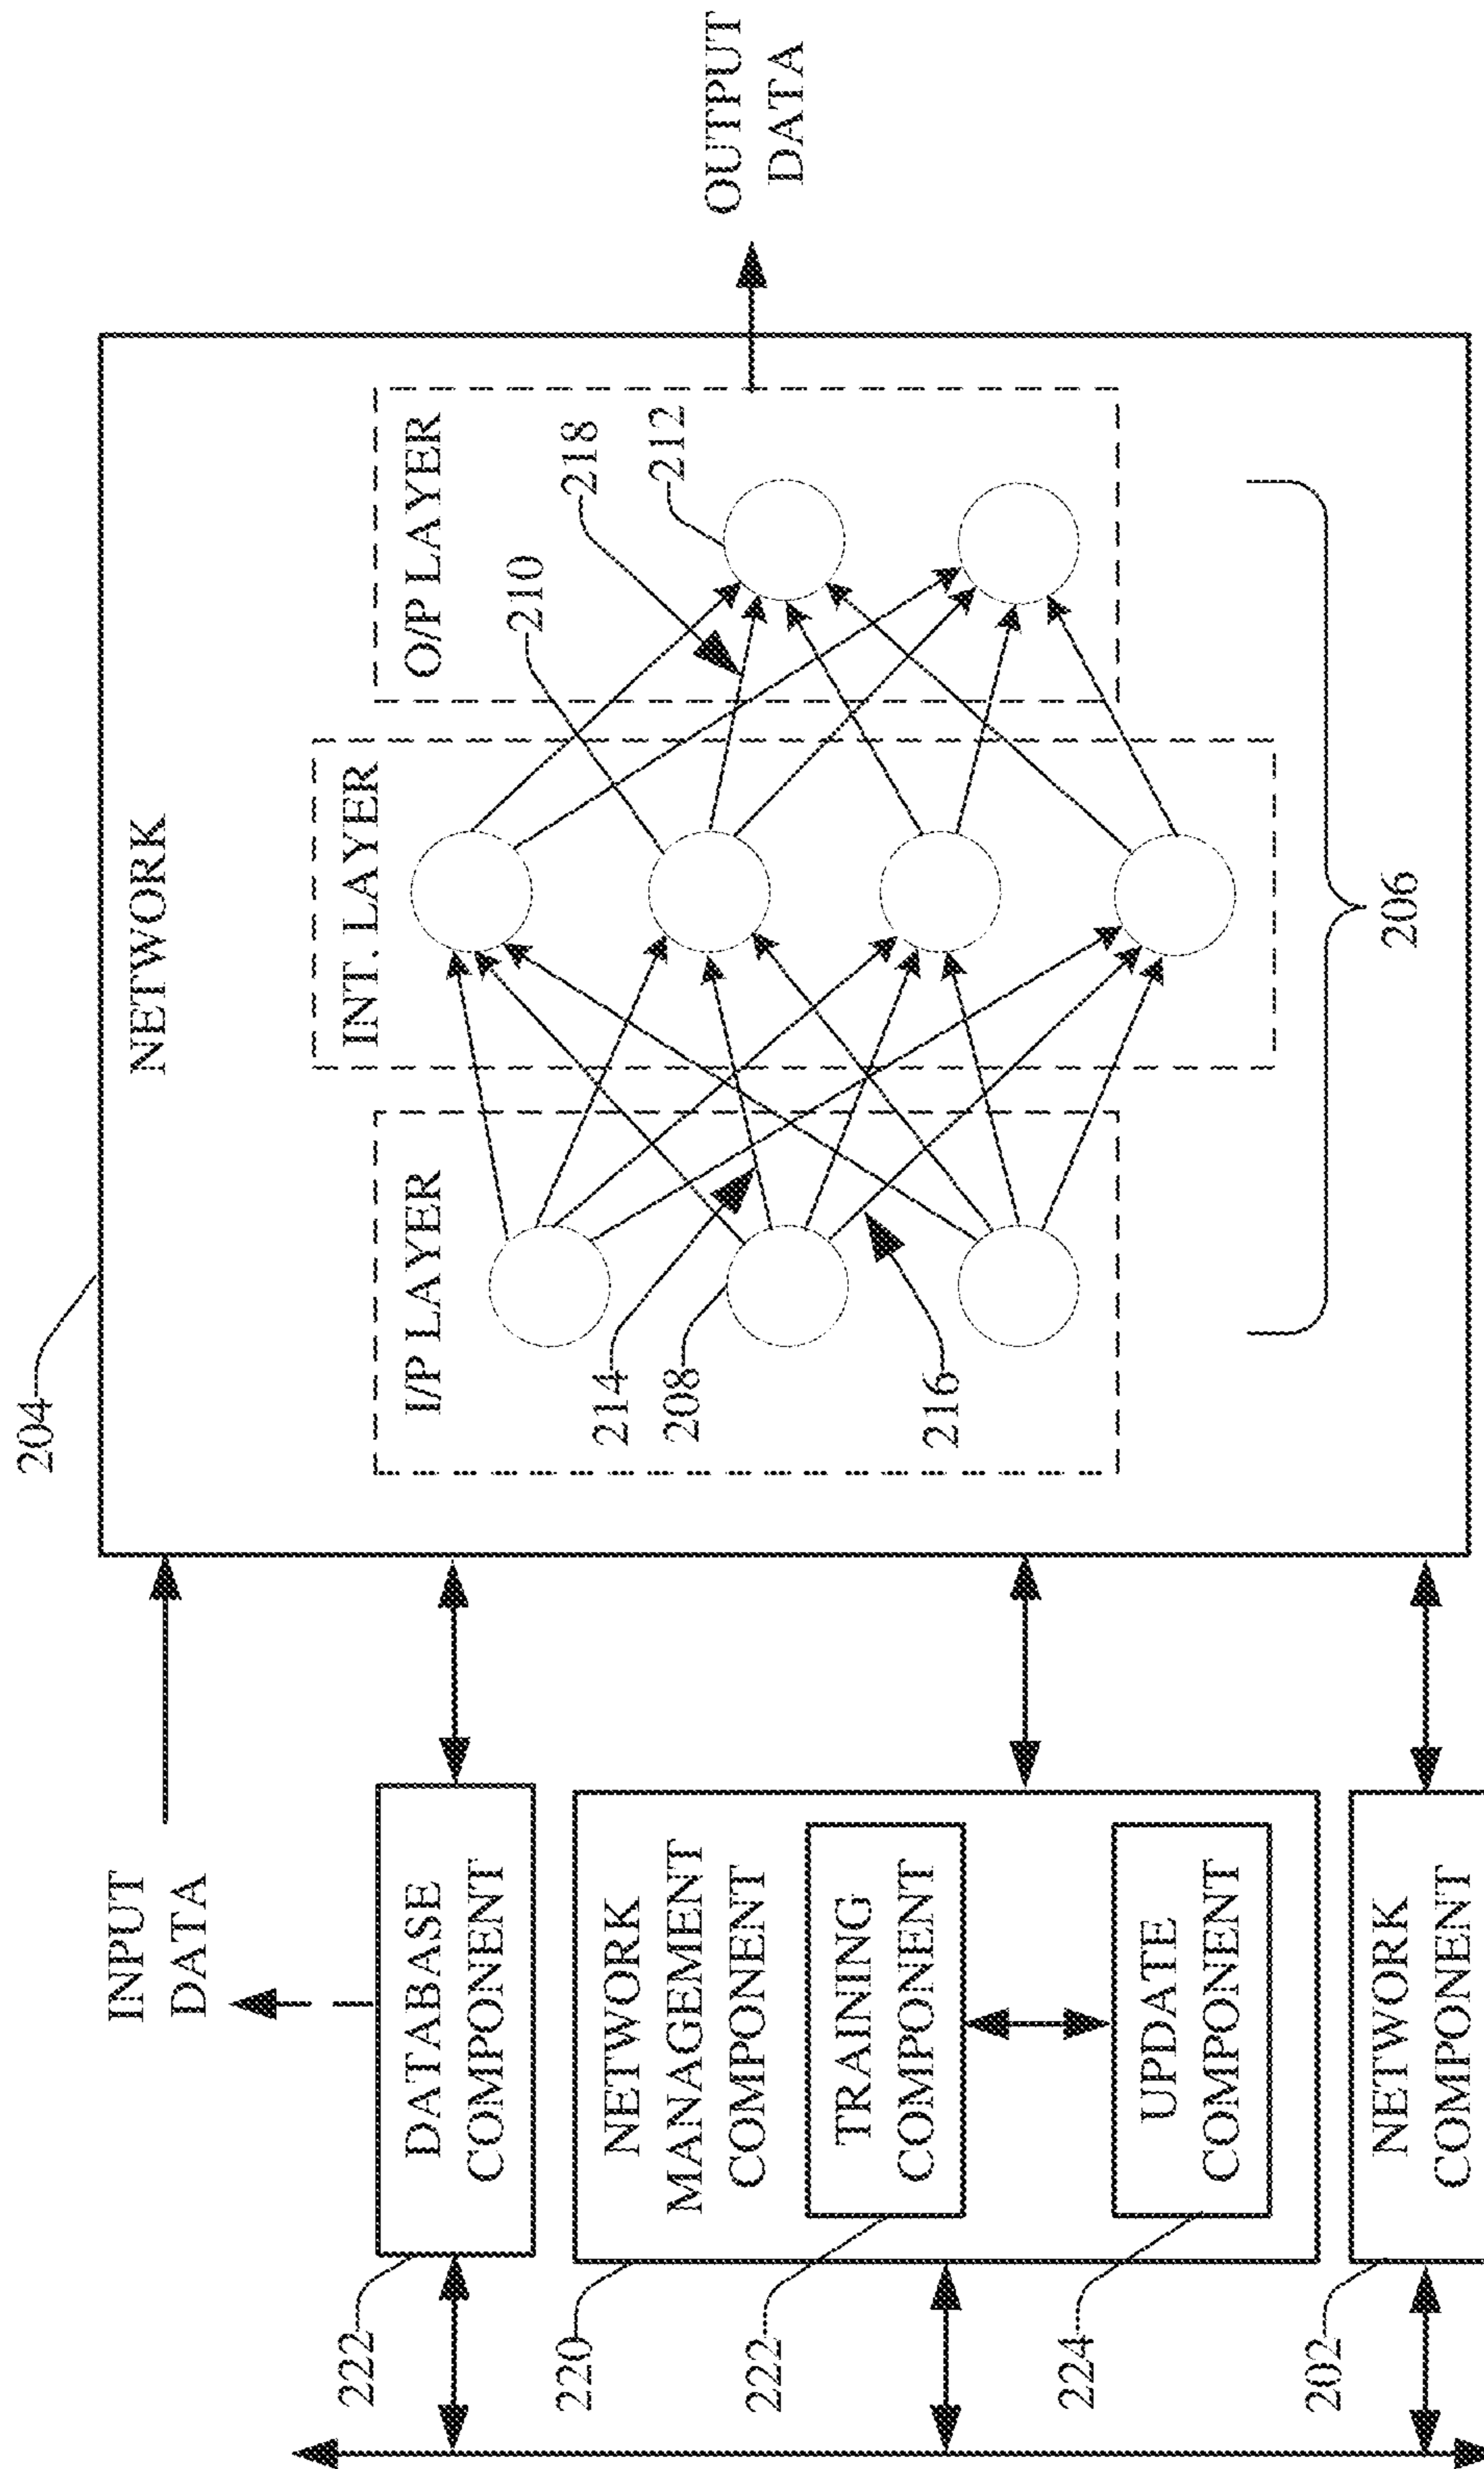 204
NETWORK
INPUT
DATA
I/P LAYER
INT. LAYER
O/P LAYER
OUTPUT
DATA
210
218
212
214
208
216
206
222
DATABASE
COMPONENT
220
NETWORK
MANAGEMENT
COMPONENT
222
TRAINING
COMPONENT
224
UPDATE
COMPONENT
202
NETWORK
COMPONENT